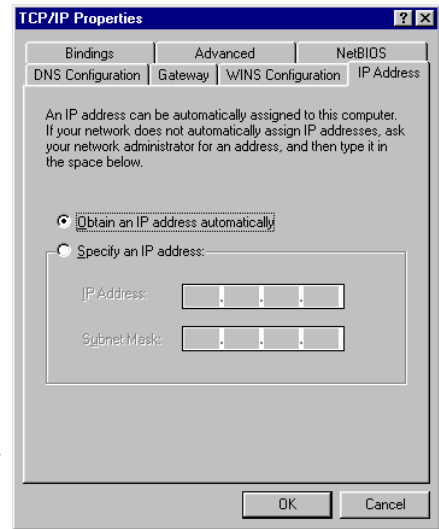 TCP/IP Properties
Bindings Advanced NetBIOS
DNS Configuration Gateway WINS Configuration IP Address
An IP address can be automatically assigned to this computer.
If your network does not automatically assign IP addresses, ask
your network administrator for an address, and then type it in
the space below.
Obtain an IP address automatically
Specify an IP address:
IP Address:
Subnet Mask:
OK Cancel